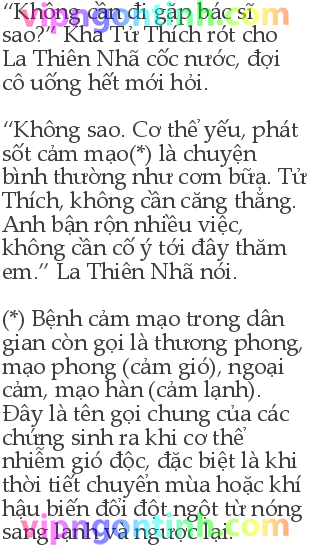 “Không cần đi gặp bác sĩ
sao?” Kha Tử Thích rót cho
La Thiên Nhã cốc nước, đợi
cô uống hết mới hỏi.
“Không sao. Cơ thể yếu, phát
sốt cảm mạo(*) là chuyện
bình thường như cơm bữa. Tử
Thích, không cần căng thẳng.
Anh bận rộn nhiều việc,
không cần cố ý tới đây thăm
em.” La Thiên Nhã nói.
(*) Bệnh cảm mạo trong dân
gian còn gọi là thương phong,
mạo phong (cảm gió), ngoại
cảm, mạo hàn (cảm lạnh).
Đây là tên gọi chung của các
chứng sinh ra khi cơ thể
nhiễm gió độc, đặc biệt là khi
thời tiết chuyển mùa hoặc khí
hậu biến đổi đột ngột từ nóng
sang lạnh và ngược lại.
vipngontinh.com
vipngontinh.com